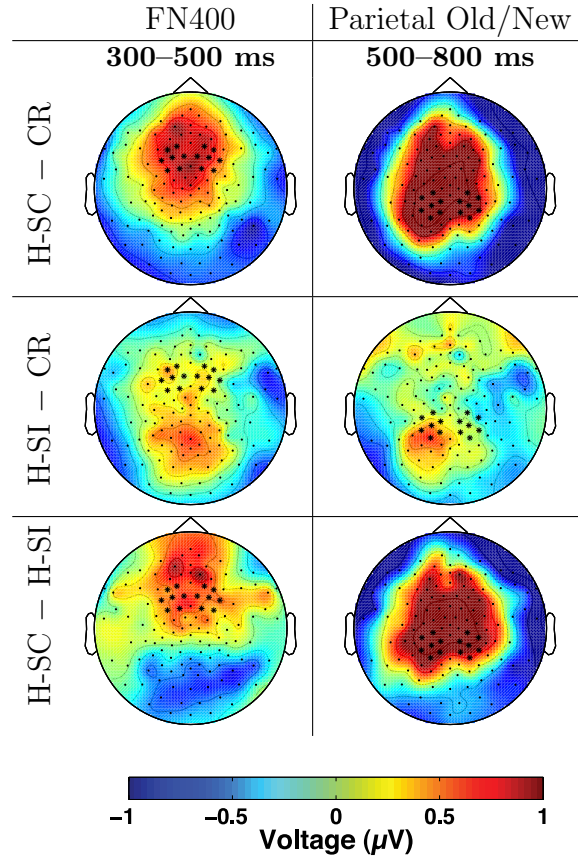 FN400 Parietal Old/New
300–500 ms 500–800 ms
H-SC − CR
H-SI − CR
H-SC − H-SI
−1 −0.5 0 0.5 1
Voltage (μV)